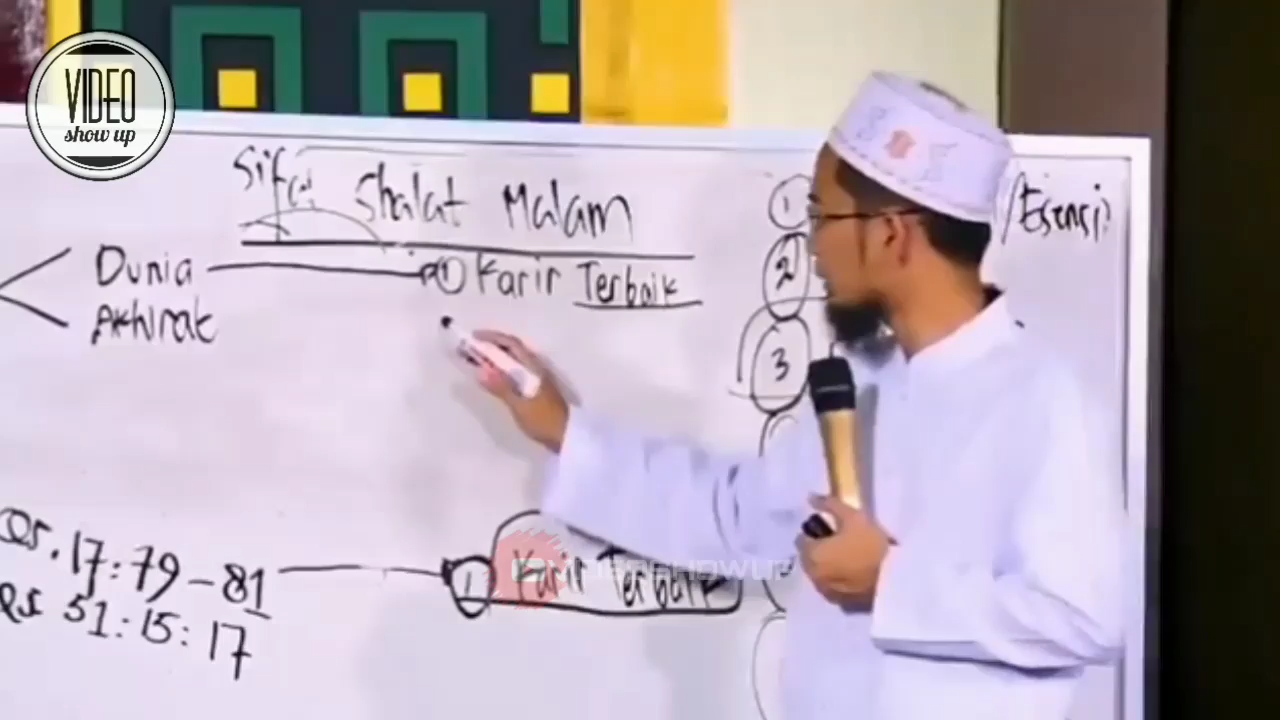 VIDEO
show up
Sifat Shalat Malam
/Esensi?
1
Dunia
1 Karir Terbaik
2
Akhirat
3
QS. 17:79-81
1 Karir Terbaik
QS 51:15:17